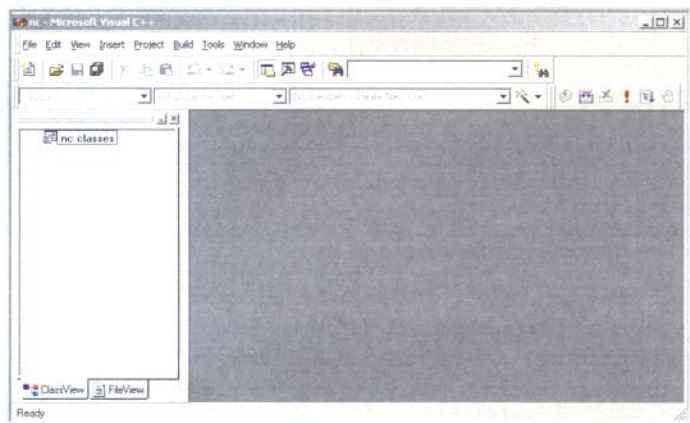 nc - Microsoft Visual C++
File Edit View Insert Project Build Tools Window Help
nc classes
ClassView FileView
Ready